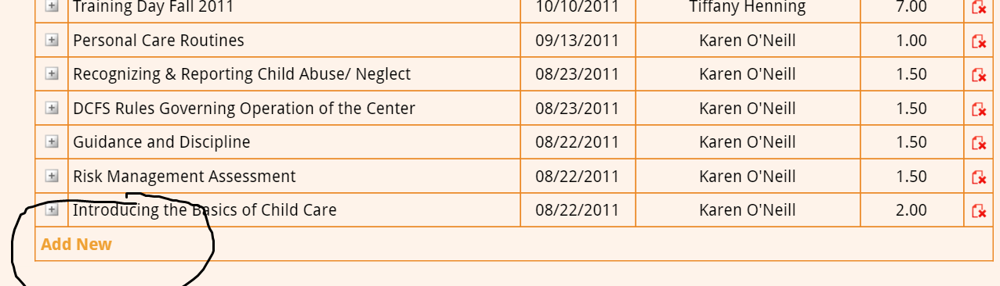 Training Day Fall 2011 10/10/2011 Tiffany Henning 7.00
Personal Care Routines 09/13/2011 Karen O'Neill 1.00
Recognizing & Reporting Child Abuse/ Neglect 08/23/2011 Karen O'Neill 1.50
DCFS Rules Governing Operation of the Center 08/23/2011 Karen O'Neill 1.50
Guidance and Discipline 08/22/2011 Karen O'Neill 1.50
Risk Management Assessment 08/22/2011 Karen O'Neill 1.50
Introducing the Basics of Child Care 08/22/2011 Karen O'Neill 2.00
Add New